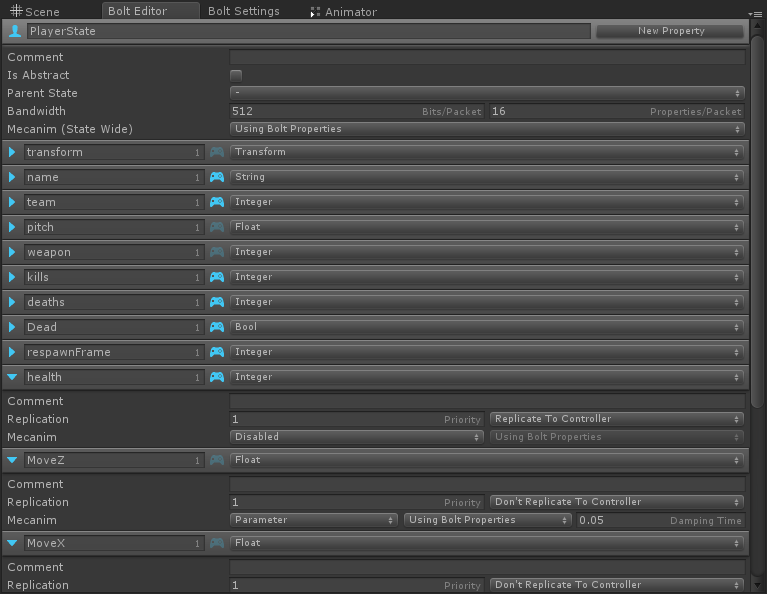 Scene Bolt Editor Bolt Settings Animator
PlayerState New Property
Comment
Is Abstract
Parent State -
Bandwidth 512 Bits/Packet 16 Properties/Packet
Mecanim (State Wide) Using Bolt Properties
transform 1 Transform
name 1 String
team 1 Integer
pitch 1 Float
weapon 1 Integer
kills 1 Integer
deaths 1 Integer
Dead 1 Bool
respawnFrame 1 Integer
health 1 Integer
Comment
Replication 1 Priority Replicate To Controller
Mecanim Disabled Using Bolt Properties
MoveZ 1 Float
Comment
Replication 1 Priority Don't Replicate To Controller
Mecanim Parameter Using Bolt Properties 0.05 Damping Time
MoveX 1 Float
Comment
Replication 1 Priority Don't Replicate To Controller